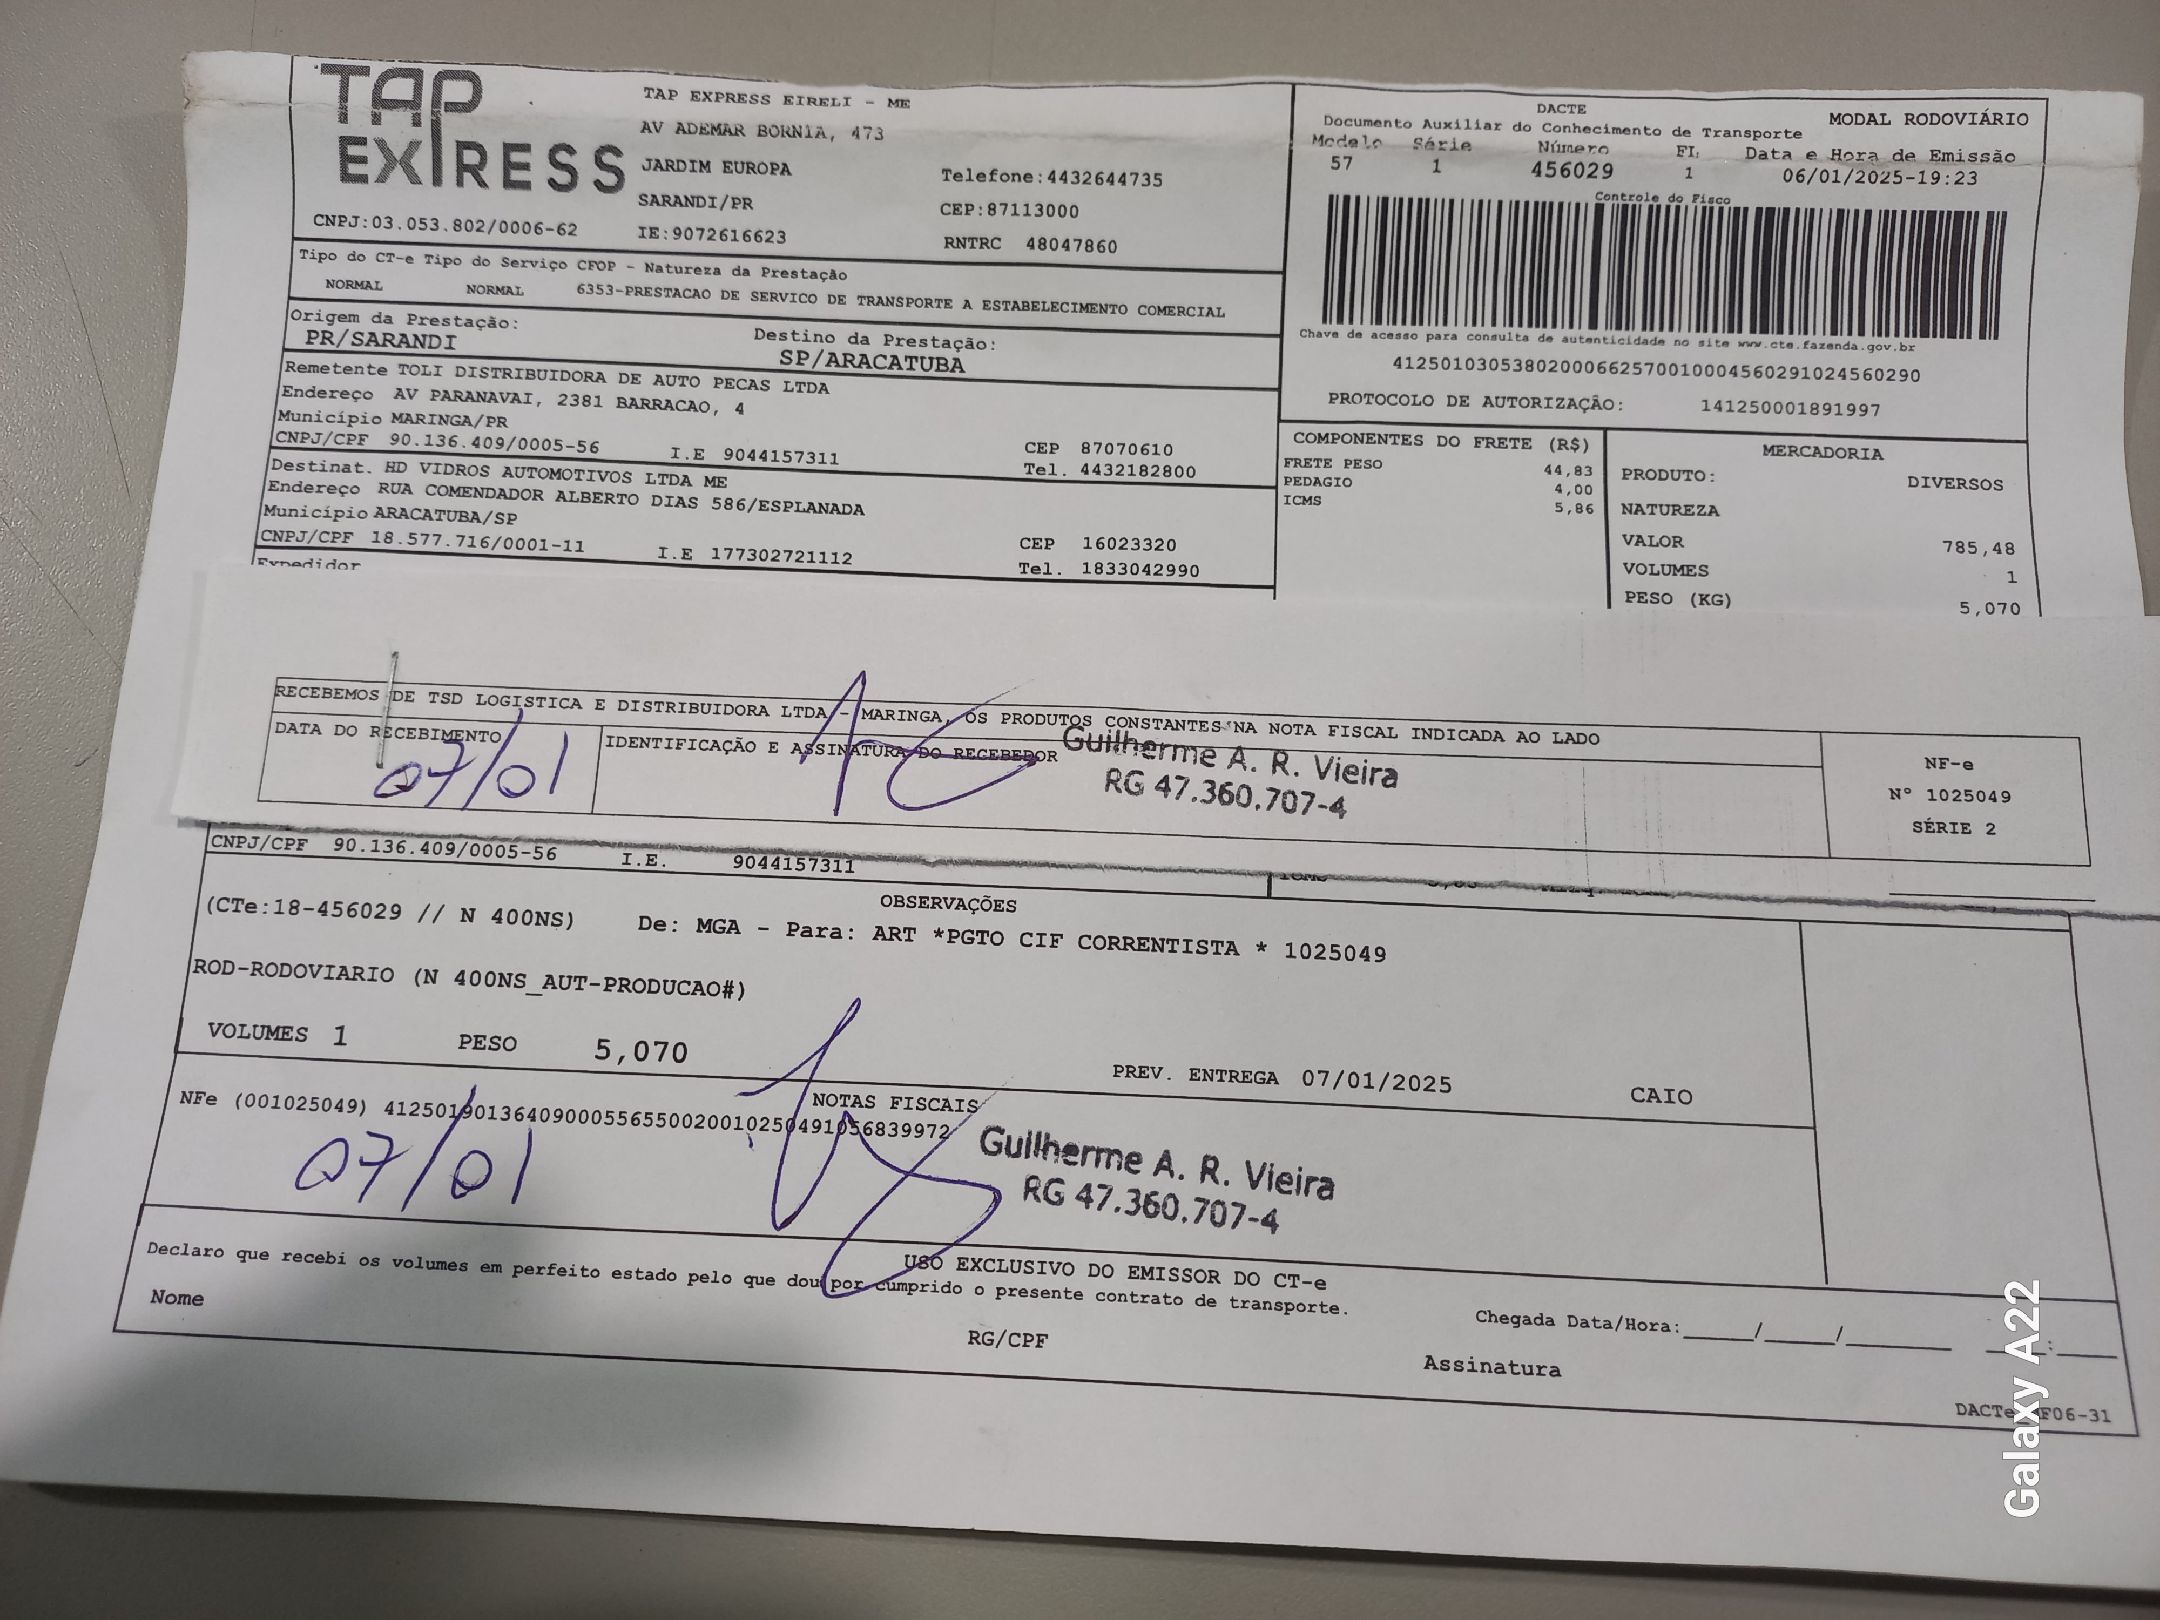 TAP EXPRESS
TAP EXPRESS EIRELI - ME
AV ADEMAR BORNIA, 473
JARDIM EUROPA
Telefone:4432644735
SARANDI/PR
CEP:87113000
CNPJ:03.053.802/0006-62
IE:9072616623
RNTRC 48047860
DACTE
MODAL RODOVIÁRIO
Documento Auxiliar do Conhecimento de Transporte
Modelo Série Número FL Data e Hora de Emissão
57 1 456029 1 06/01/2025-19:23
Controle do Fisco
Chave de acesso para consulta de autenticidade no site www.cte.fazenda.gov.br
41250103053802000662570010004560291024560290
PROTOCOLO DE AUTORIZAÇÃO: 141250001891997
Tipo do CT-e Tipo do Serviço CFOP - Natureza da Prestação
NORMAL NORMAL 6353-PRESTACAO DE SERVICO DE TRANSPORTE A ESTABELECIMENTO COMERCIAL
Origem da Prestação: Destino da Prestação:
PR/SARANDI SP/ARACATUBA
Remetente TOLI DISTRIBUIDORA DE AUTO PECAS LTDA
Endereço AV PARANAVAI, 2381 BARRACAO, 4
Município MARINGA/PR
CEP 87070610
CNPJ/CPF 90.136.409/0005-56 I.E 9044157311 Tel. 4432182800
Destinat. HD VIDROS AUTOMOTIVOS LTDA ME
Endereço RUA COMENDADOR ALBERTO DIAS 586/ESPLANADA
Município ARACATUBA/SP
CEP 16023320
CNPJ/CPF 18.577.716/0001-11 I.E 177302721112 Tel. 1833042990
Expedidor
COMPONENTES DO FRETE (R$)
FRETE PESO 44,83
PEDAGIO 4,00
ICMS 5,86
MERCADORIA
PRODUTO: DIVERSOS
NATUREZA
VALOR 785,48
VOLUMES 1
PESO (KG) 5,070
RECEBEMOS DE TSD LOGISTICA E DISTRIBUIDORA LTDA - MARINGA, OS PRODUTOS CONSTANTES NA NOTA FISCAL INDICADA AO LADO
DATA DO RECEBIMENTO
07/01
IDENTIFICAÇÃO E ASSINATURA DO RECEBEDOR
Guilherme A. R. Vieira
RG 47.360.707-4
NF-e
Nº 1025049
SÉRIE 2
CNPJ/CPF 90.136.409/0005-56 I.E. 9044157311
OBSERVAÇÕES
(CTe:18-456029 // N 400NS) De: MGA - Para: ART *PGTO CIF CORRENTISTA * 1025049
ROD-RODOVIARIO (N 400NS_AUT-PRODUCAO#)
VOLUMES 1 PESO 5,070 PREV. ENTREGA 07/01/2025 CAIO
NOTAS FISCAIS
NFe (001025049) 41250190136409000556550020010250491056839972
07/01
Guilherme A. R. Vieira
RG 47.360.707-4
USO EXCLUSIVO DO EMISSOR DO CT-e
Declaro que recebi os volumes em perfeito estado pelo que dou por cumprido o presente contrato de transporte.
Nome RG/CPF Assinatura
Chegada Data/Hora:_____/_____/_______ ____:____
F06-31
Galaxy A22